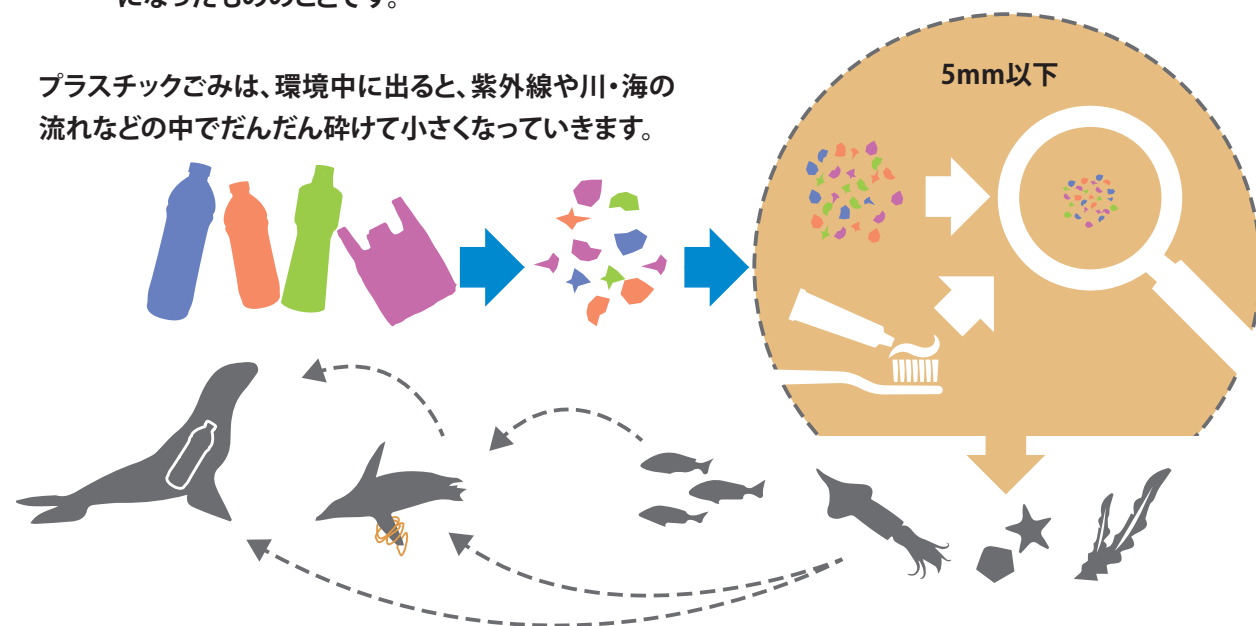 になったもののことです。
プラスチックごみは、環境中に出ると、紫外線や川・海の
流れなどの中でだんだん砕けて小さくなっていきます。
5mm以下